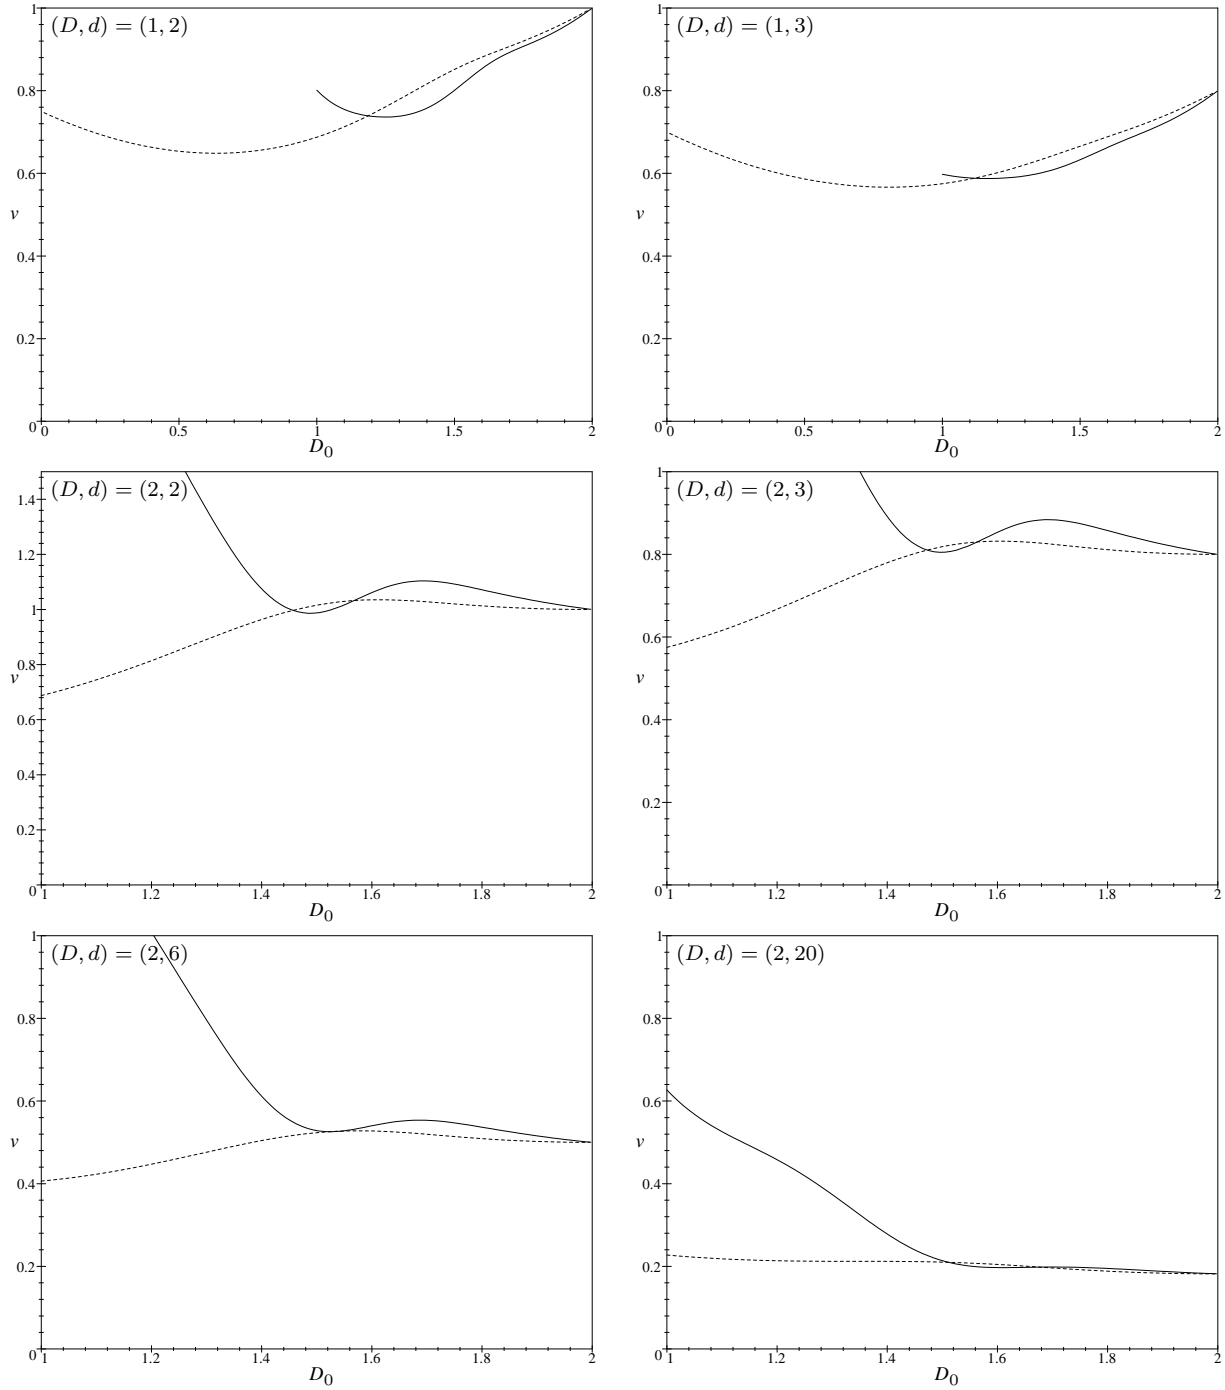 (D, d) = (1, 2)
1
0.8
0.6
v
0.4
0.2
0
0 0.5 1 1.5 2
D0
(D, d) = (1, 3)
1
0.8
0.6
v
0.4
0.2
0
0 0.5 1 1.5 2
D0
(D, d) = (2, 2)
1.4
1.2
1
0.8
v
0.6
0.4
0.2
0
1 1.2 1.4 1.6 1.8 2
D0
(D, d) = (2, 3)
1
0.8
0.6
v
0.4
0.2
0
1 1.2 1.4 1.6 1.8 2
D0
(D, d) = (2, 6)
1
0.8
0.6
v
0.4
0.2
0
1 1.2 1.4 1.6 1.8 2
D0
(D, d) = (2, 20)
1
0.8
0.6
v
0.4
0.2
0
1 1.2 1.4 1.6 1.8 2
D0